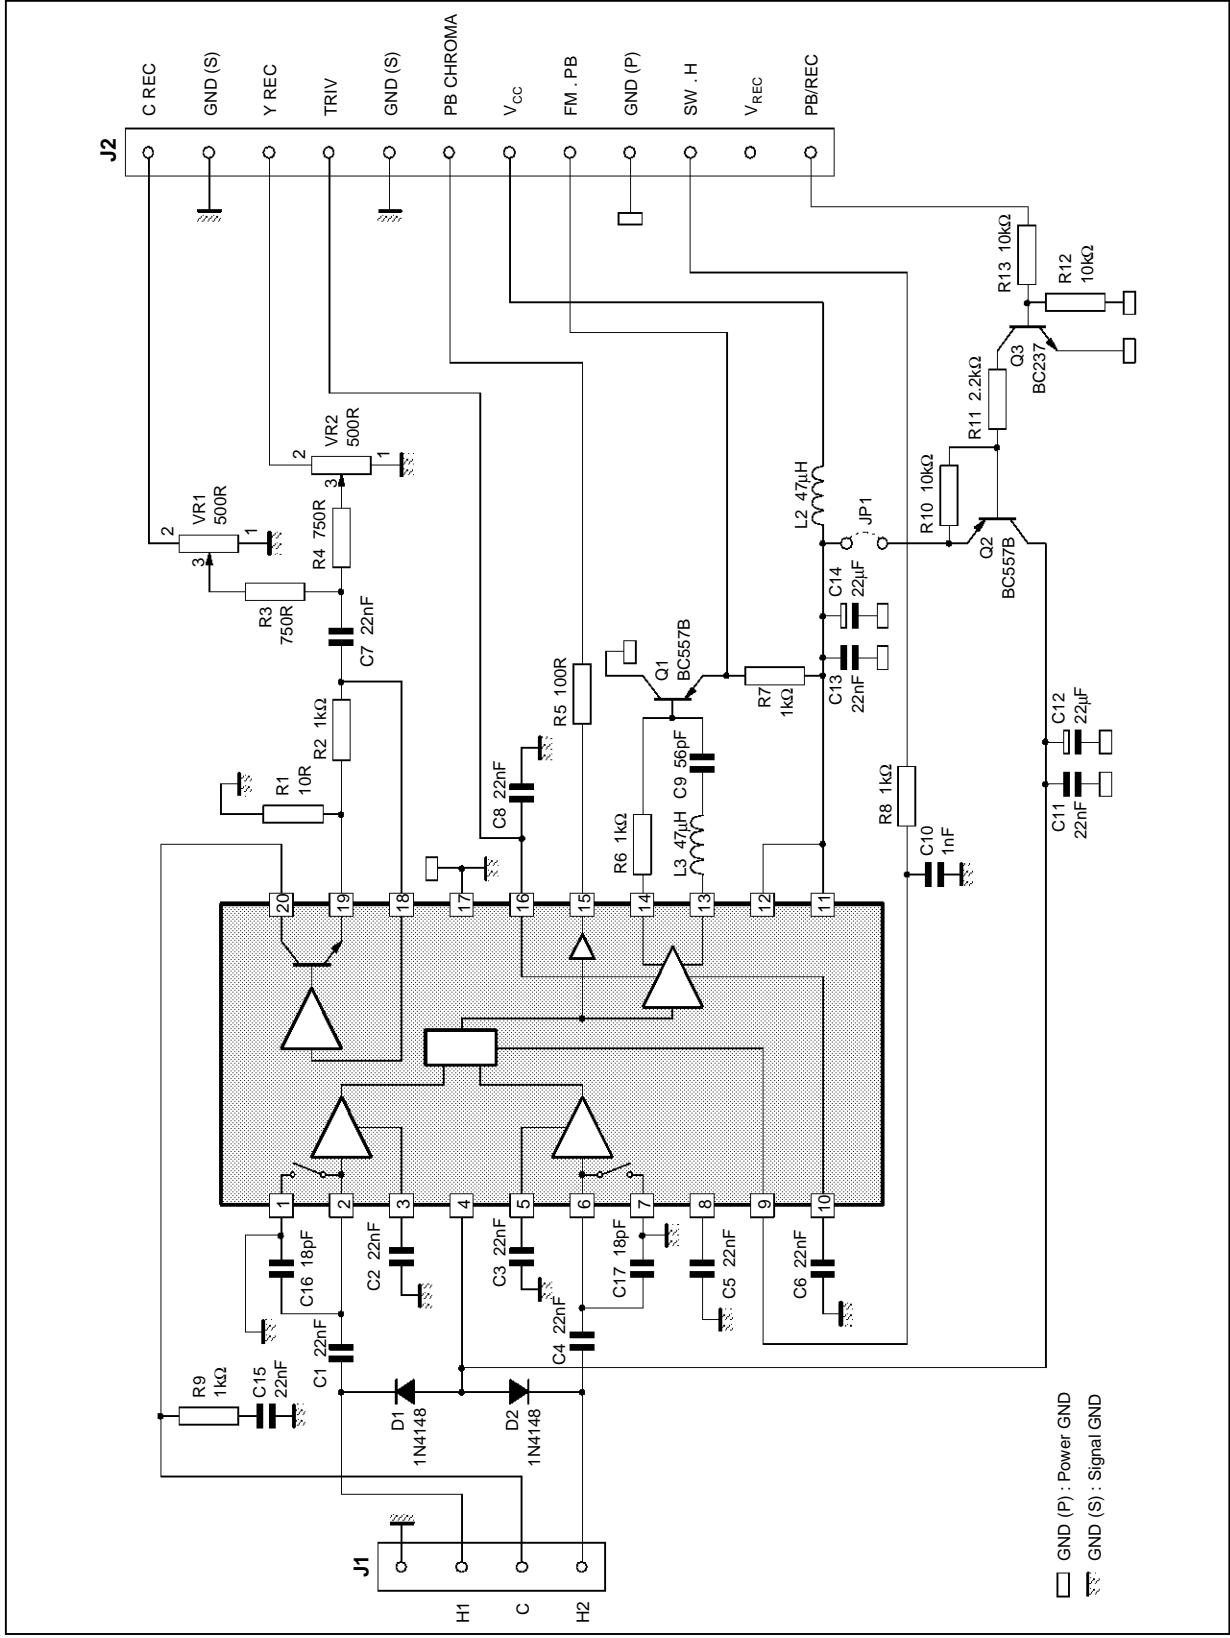 J2
C REC
GND (S)
Y REC
TRIV
GND (S)
PB CHROMA
VCC
FM . PB
GND (P)
SW . H
VREC
PB/REC
VR1
500R
2
3
1
VR2
500R
2
3
1
R3
750R
R4 750R
C7 22nF
R2 1kΩ
R1
10R
C8 22nF
R5 100R
Q1
BC557B
R7
1kΩ
R6 1kΩ
C9 56pF
L3 47µH
L2 47µH
JP1
C14
22µF
C13
22nF
R10 10kΩ
Q2
BC557B
R11 2.2kΩ
Q3
BC237
R13 10kΩ
R12
10kΩ
R8 1kΩ
C10
1nF
C12
22µF
C11
22nF
20
19
18
17
16
15
14
13
12
11
1
2
3
4
5
6
7
8
9
10
C16 18pF
C1 22nF
C2 22nF
C3 22nF
C4 22nF
C17 18pF
C5 22nF
C6 22nF
R9
1kΩ
C15
22nF
D1
1N4148
D2
1N4148
J1
H1
C
H2
GND (P) : Power GND
GND (S) : Signal GND